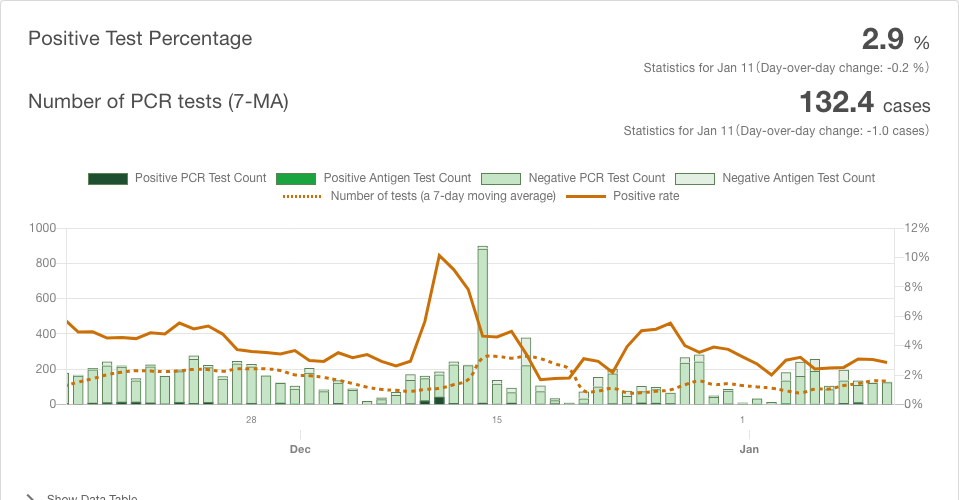 Positive Test Percentage
2.9 %
Statistics for Jan 11(Day-over-day change: -0.2 %)
Number of PCR tests (7-MA)
132.4 cases
Statistics for Jan 11(Day-over-day change: -1.0 cases)
Positive PCR Test Count Positive Antigen Test Count Negative PCR Test Count Negative Antigen Test Count
Number of tests (a 7-day moving average) Positive rate
1000 12%
800 10%
600 8%
400 6%
200 4%
0 2%
0%
28 15 1
Dec Jan
Show Data Table